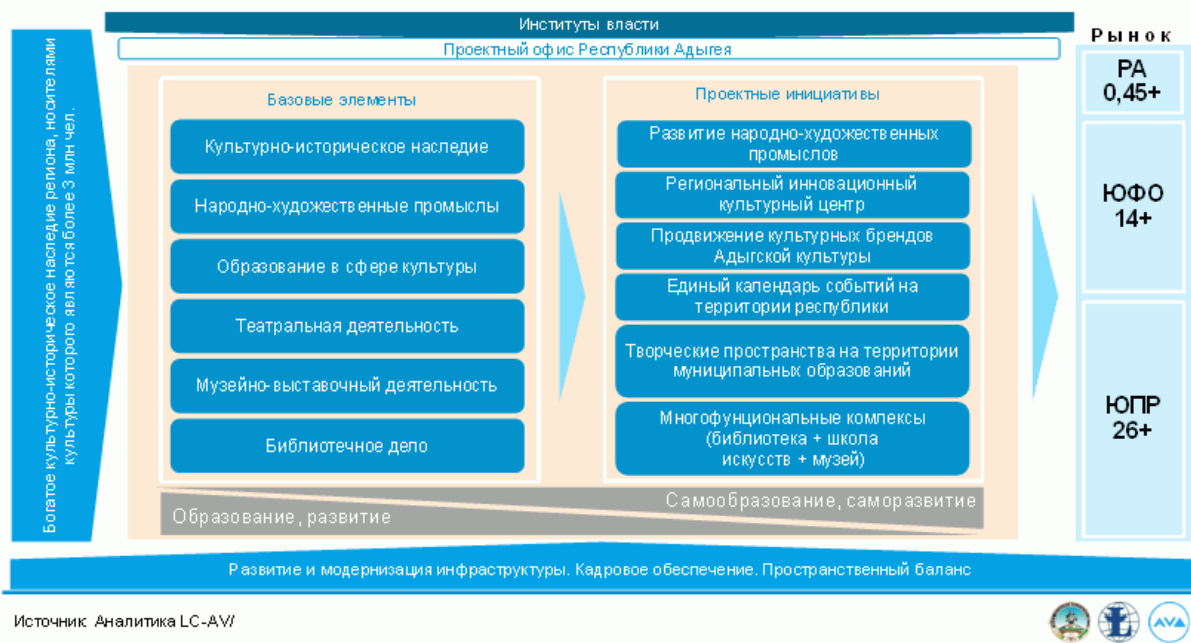 Институты власти
Проектный офис Республики Адыгея
Богатое культурно-историческое наследие региона, носителями
культуры которого являются более 3 млн чел.
Базовые элементы
Культурно-историческое наследие
Народно-художественные промыслы
Образование в сфере культуры
Театральная деятельность
Музейно-выставочный деятельность
Библиотечное дело
Проектные инициативы
Развитие народно-художественных
промыслов
Региональный инновационный
культурный центр
Продвижение культурных брендов
Адыгской культуры
Единый календарь событий на
территории республики
Творческие пространства на территории
муниципальных образований
Многофунциональные комплексы
(библиотека + школа
искусств + музей)
Образование, развитие
Самообразование, саморазвитие
Рынок
РА
0,45+
ЮФО
14+
ЮПР
26+
Развитие и модернизация инфраструктуры. Кадровое обеспечение. Пространственный баланс
Источник: Аналитика LC-AV/
AVA